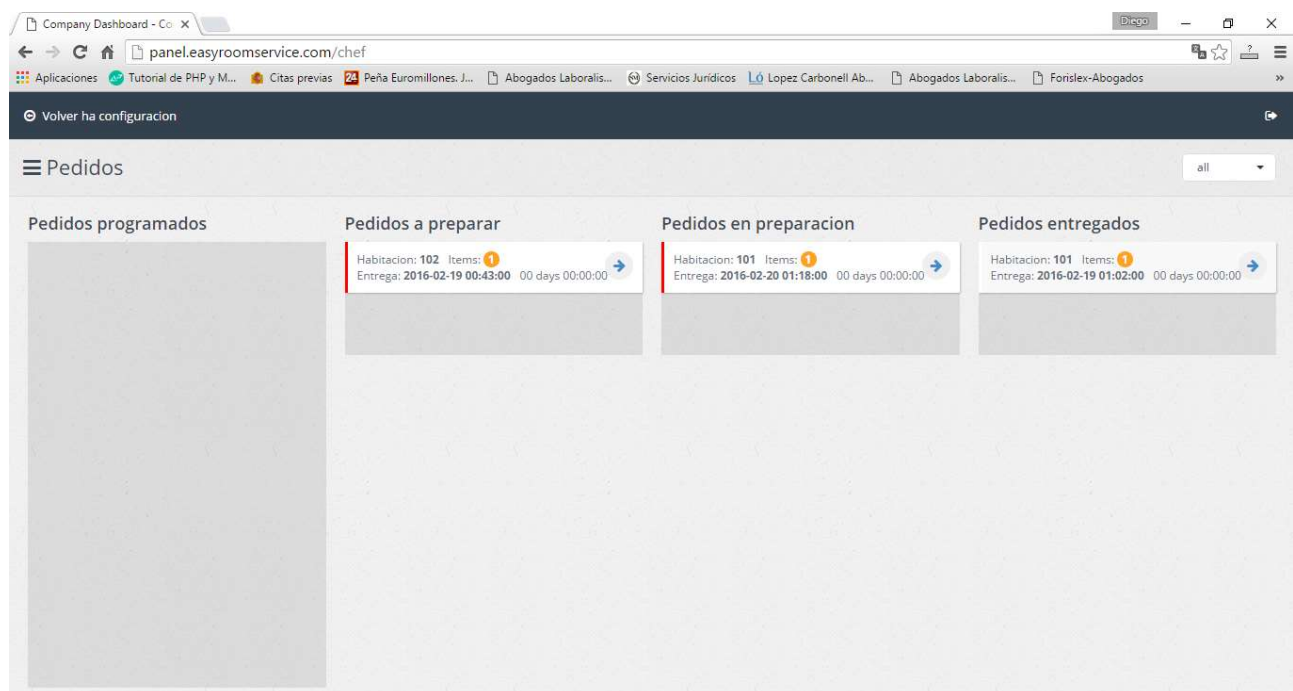 Company Dashboard - Co
Diego
panel.easyroomservice.com/chef
Aplicaciones Tutorial de PHP y M... Citas previas 24 Peña Euromillones. J... Abogados Laboralis... Servicios Jurídicos Ló Lopez Carbonell Ab... Abogados Laboralis... Forislex-Abogados »
Volver ha configuracion
Pedidos
all
Pedidos programados
Pedidos a preparar
Habitacion: 102 Items: 1
Entrega: 2016-02-19 00:43:00 00 days 00:00:00
Pedidos en preparacion
Habitacion: 101 Items: 1
Entrega: 2016-02-20 01:18:00 00 days 00:00:00
Pedidos entregados
Habitacion: 101 Items: 1
Entrega: 2016-02-19 01:02:00 00 days 00:00:00